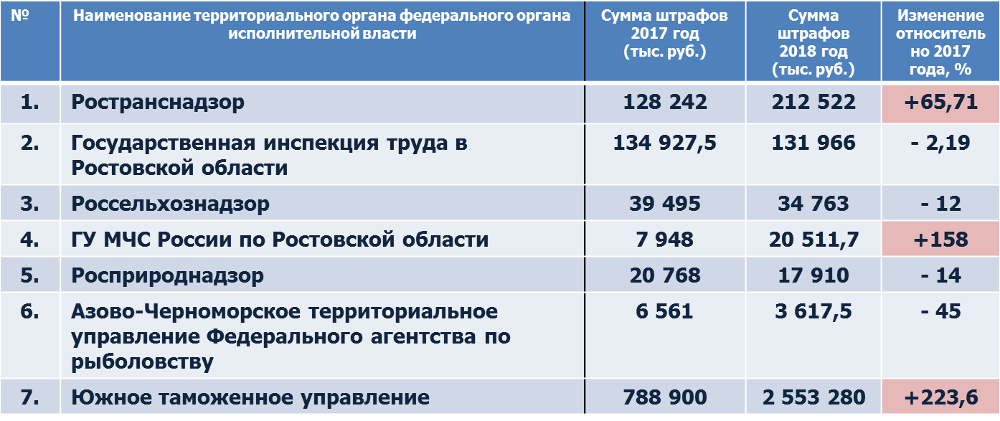 №
Наименование территориального органа федерального органа
исполнительной власти
Сумма штрафов
2017 год
(тыс. руб.)
Сумма
штрафов
2018 год
(тыс. руб.)
Изменение
относитель
но 2017
года, %
1. Ространснадзор 128 242 212 522 +65,71
2. Государственная инспекция труда в 134 927,5 131 966 - 2,19
Ростовской области
3. Россельхознадзор 39 495 34 763 - 12
4. ГУ МЧС России по Ростовской области 7 948 20 511,7 +158
5. Росприроднадзор 20 768 17 910 - 14
6. Азово-Черноморское территориальное 6 561 3 617,5 - 45
управление Федерального агентства по
рыболовству
7. Южное таможенное управление 788 900 2 553 280 +223,6